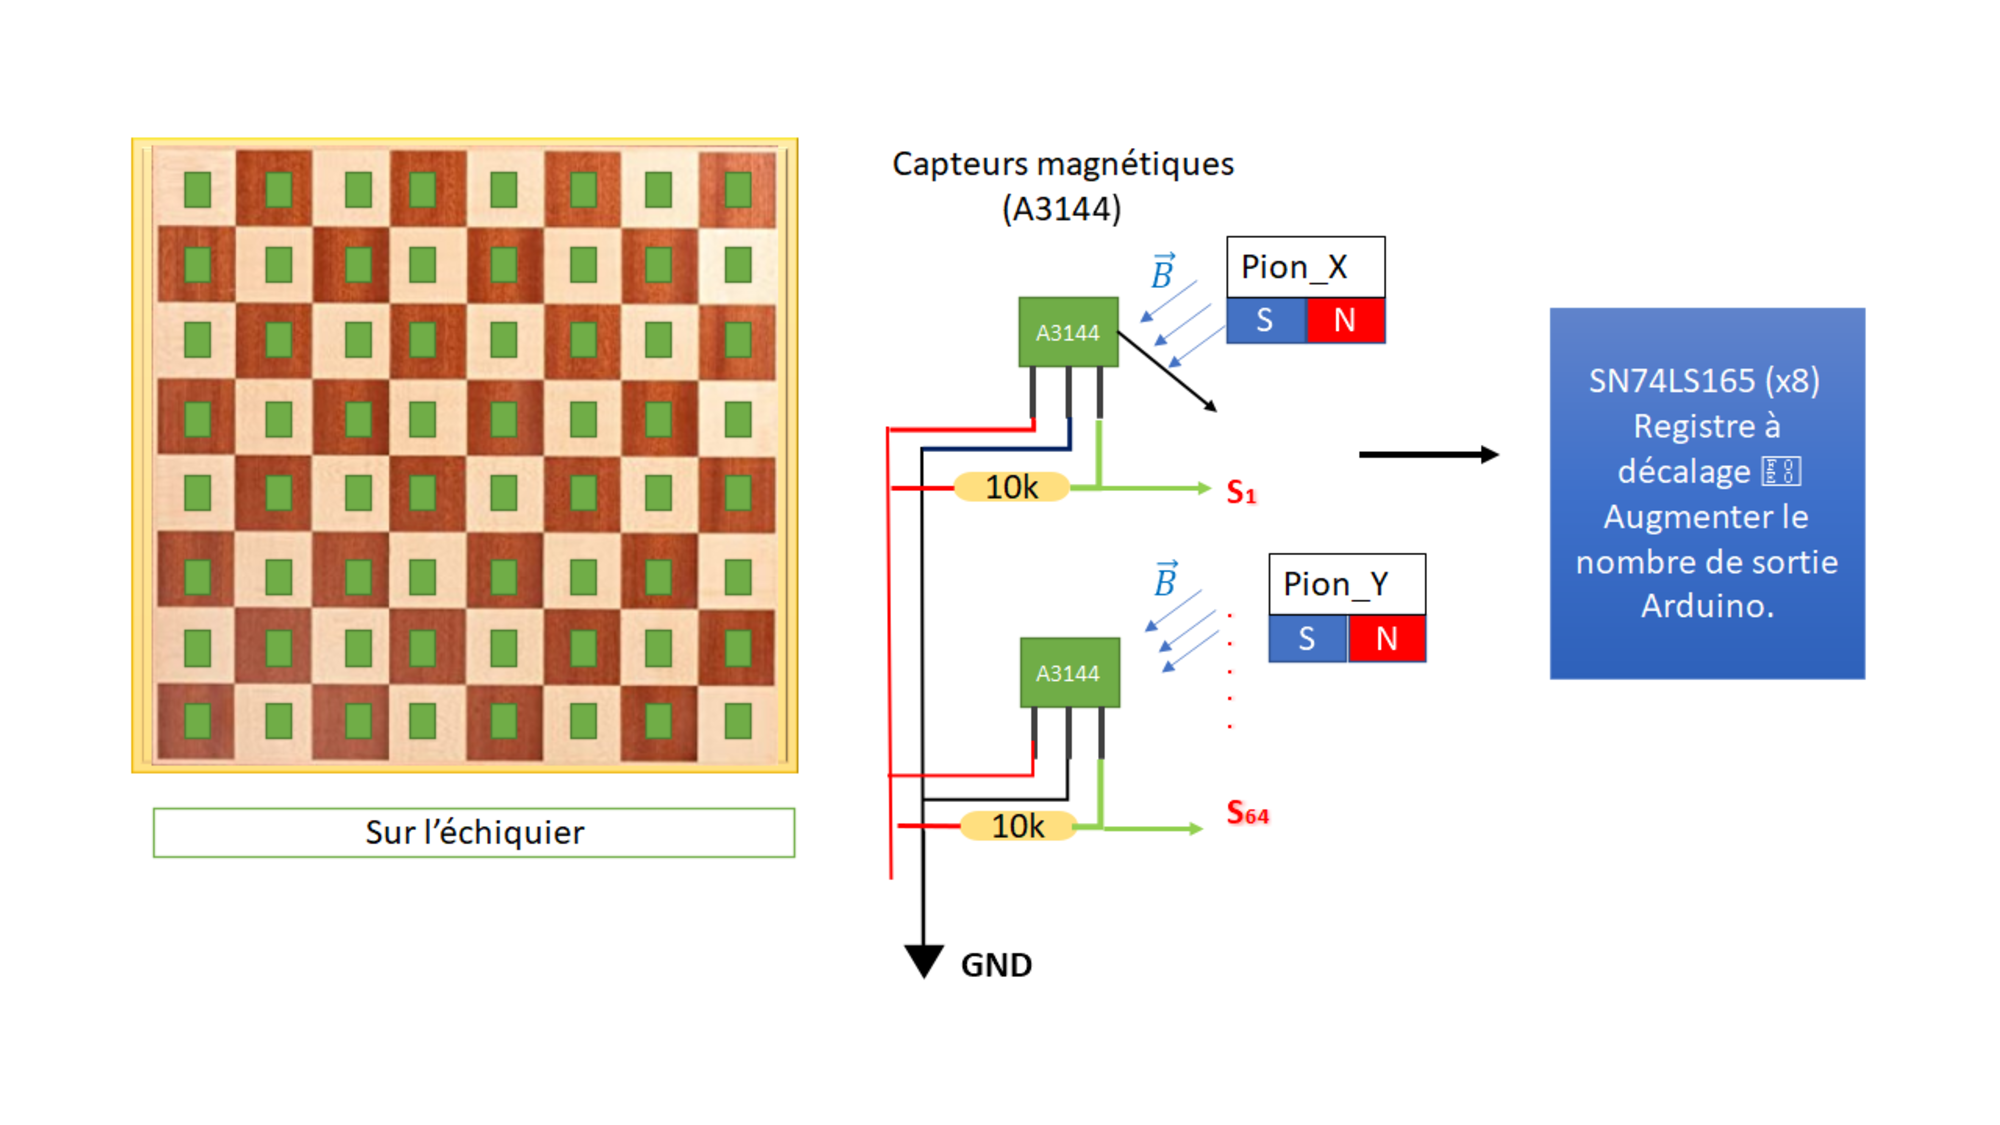 Capteurs magnétiques
(A3144)
B
Pion_X
S N
A3144
10k
S1
SN74LS165 (x8)
Registre à
décalage
Augmenter le
nombre de sortie
Arduino.
B
Pion_Y
S N
A3144
10k
S64
GND
Sur l’échiquier